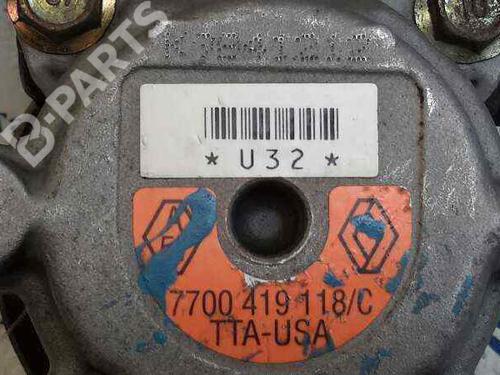 B-PARTS
* U32 *
7700 419 118/C
TTA-USA